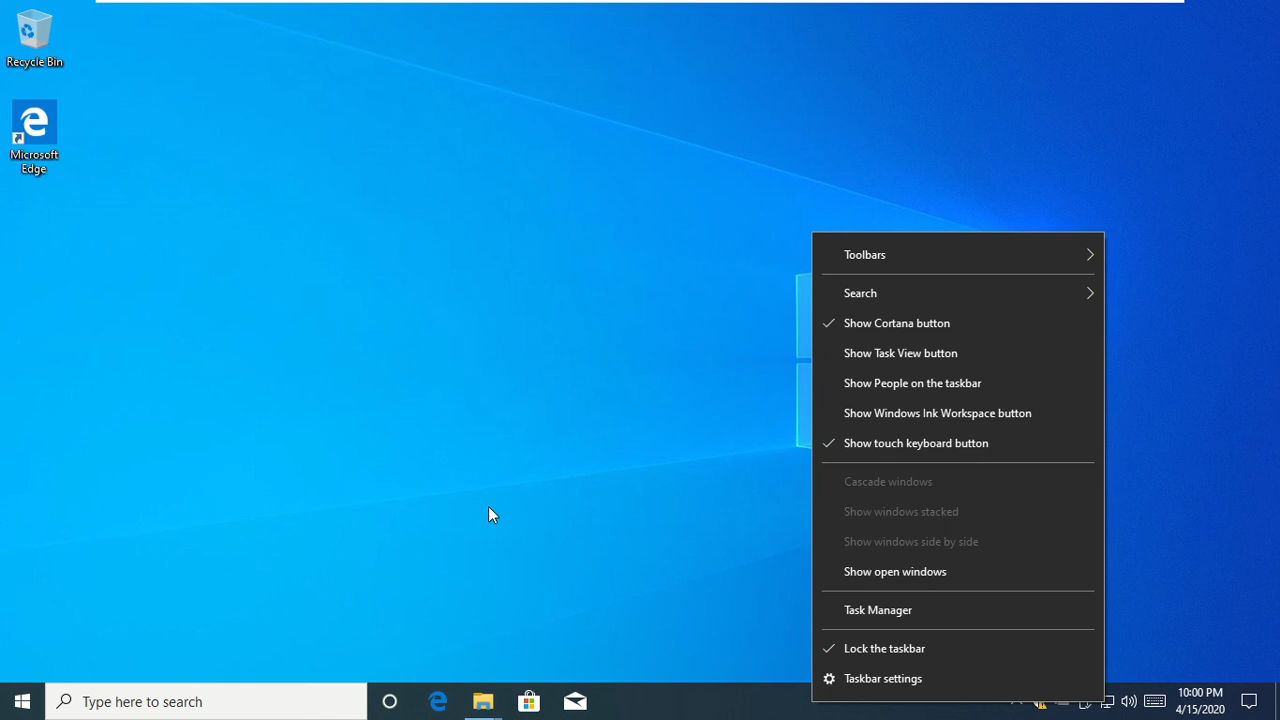 Recycle Bin
Microsoft
Edge
Toolbars
Search
Show Cortana button
Show Task View button
Show People on the taskbar
Show Windows Ink Workspace button
Show touch keyboard button
Cascade windows
Show windows stacked
Show windows side by side
Show open windows
Task Manager
Lock the taskbar
Taskbar settings
Type here to search
10:00 PM
4/15/2020